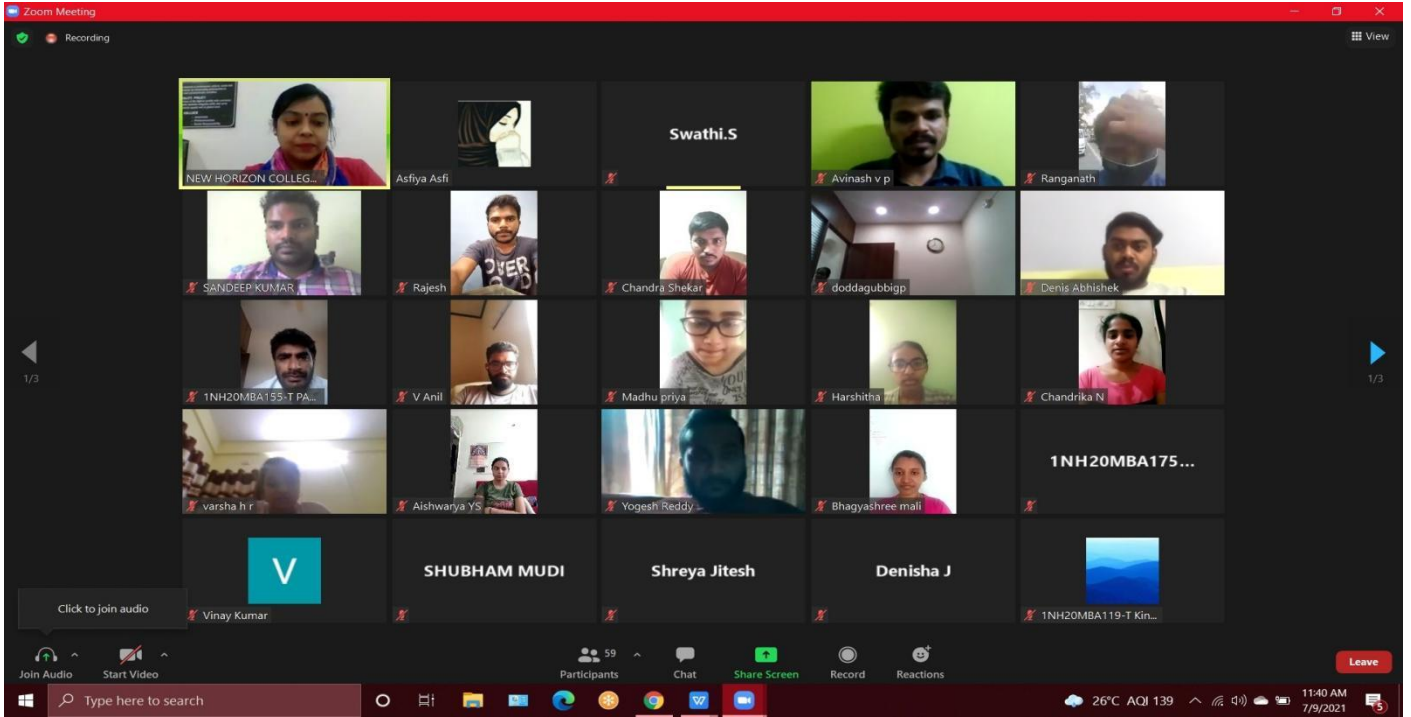 Zoom Meeting
Recording
View
NEW HORIZON COLLEG...
Asfiya Asfi
Swathi.S
Avinash v p
Ranganath
SANDEEP KUMAR
Rajesh
Chandra Shekar
doddagubbigp
Denis Abhishek
1NH20MBA155-T PA...
V Anil
Madhu priya
Harshitha
Chandrika N
1/3
1/3
varsha h r
Aishwarya YS
Yogesh Reddy
Bhagyashree mali
1NH20MBA175...
V
Vinay Kumar
SHUBHAM MUDI
Shreya Jitesh
Denisha J
1NH20MBA119-T Kin...
Click to join audio
Join Audio
Start Video
59
Participants
Chat
Share Screen
Record
Reactions
Leave
Type here to search
26°C AQI 139
11:40 AM
7/9/2021
5